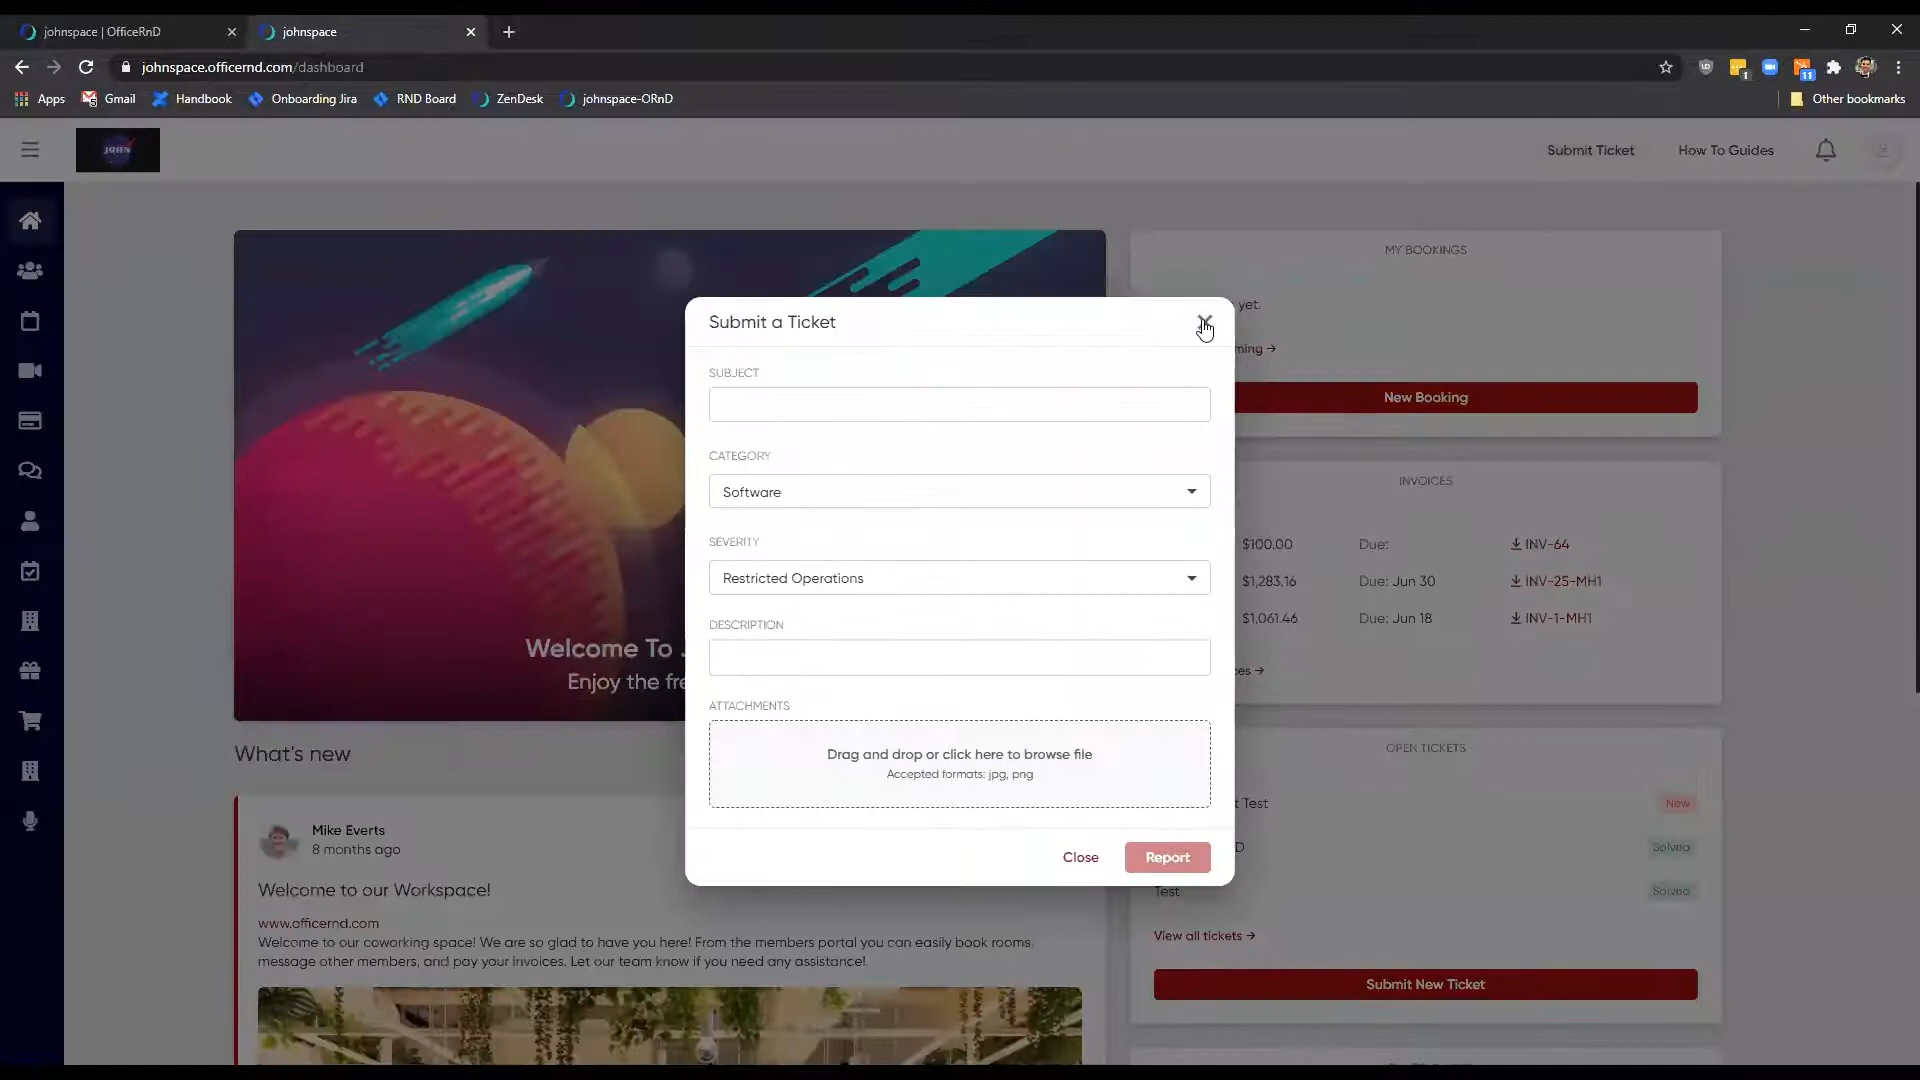 johnspace | OfficeRnD
johnspace
johnspace.officernd.com/dashboard
1
11
Apps
Gmail
Handbook
Onboarding Jira
RND Board
ZenDesk
johnspace-ORnD
Other bookmarks
JOHN
Submit Ticket
How To Guides
MY BOOKINGS
yet.
ming →
New Booking
INVOICES
$100.00 Due: INV-64
$1,283.16 Due: Jun 30 INV-25-MH1
$1,061.46 Due: Jun 18 INV-1-MH1
ces →
OPEN TICKETS
t Test New
D Solved
Test Solved
View all tickets →
Submit New Ticket
Welcome To J
Enjoy the fre
What's new
Mike Everts
8 months ago
Welcome to our Workspace!
www.officernd.com
Welcome to our coworking space! We are so glad to have you here! From the members portal you can easily book rooms,
message other members, and pay your invoices. Let our team know if you need any assistance!
Submit a Ticket
SUBJECT
CATEGORY
Software
SEVERITY
Restricted Operations
DESCRIPTION
ATTACHMENTS
Drag and drop or click here to browse file
Accepted formats: jpg, png
Close
Report